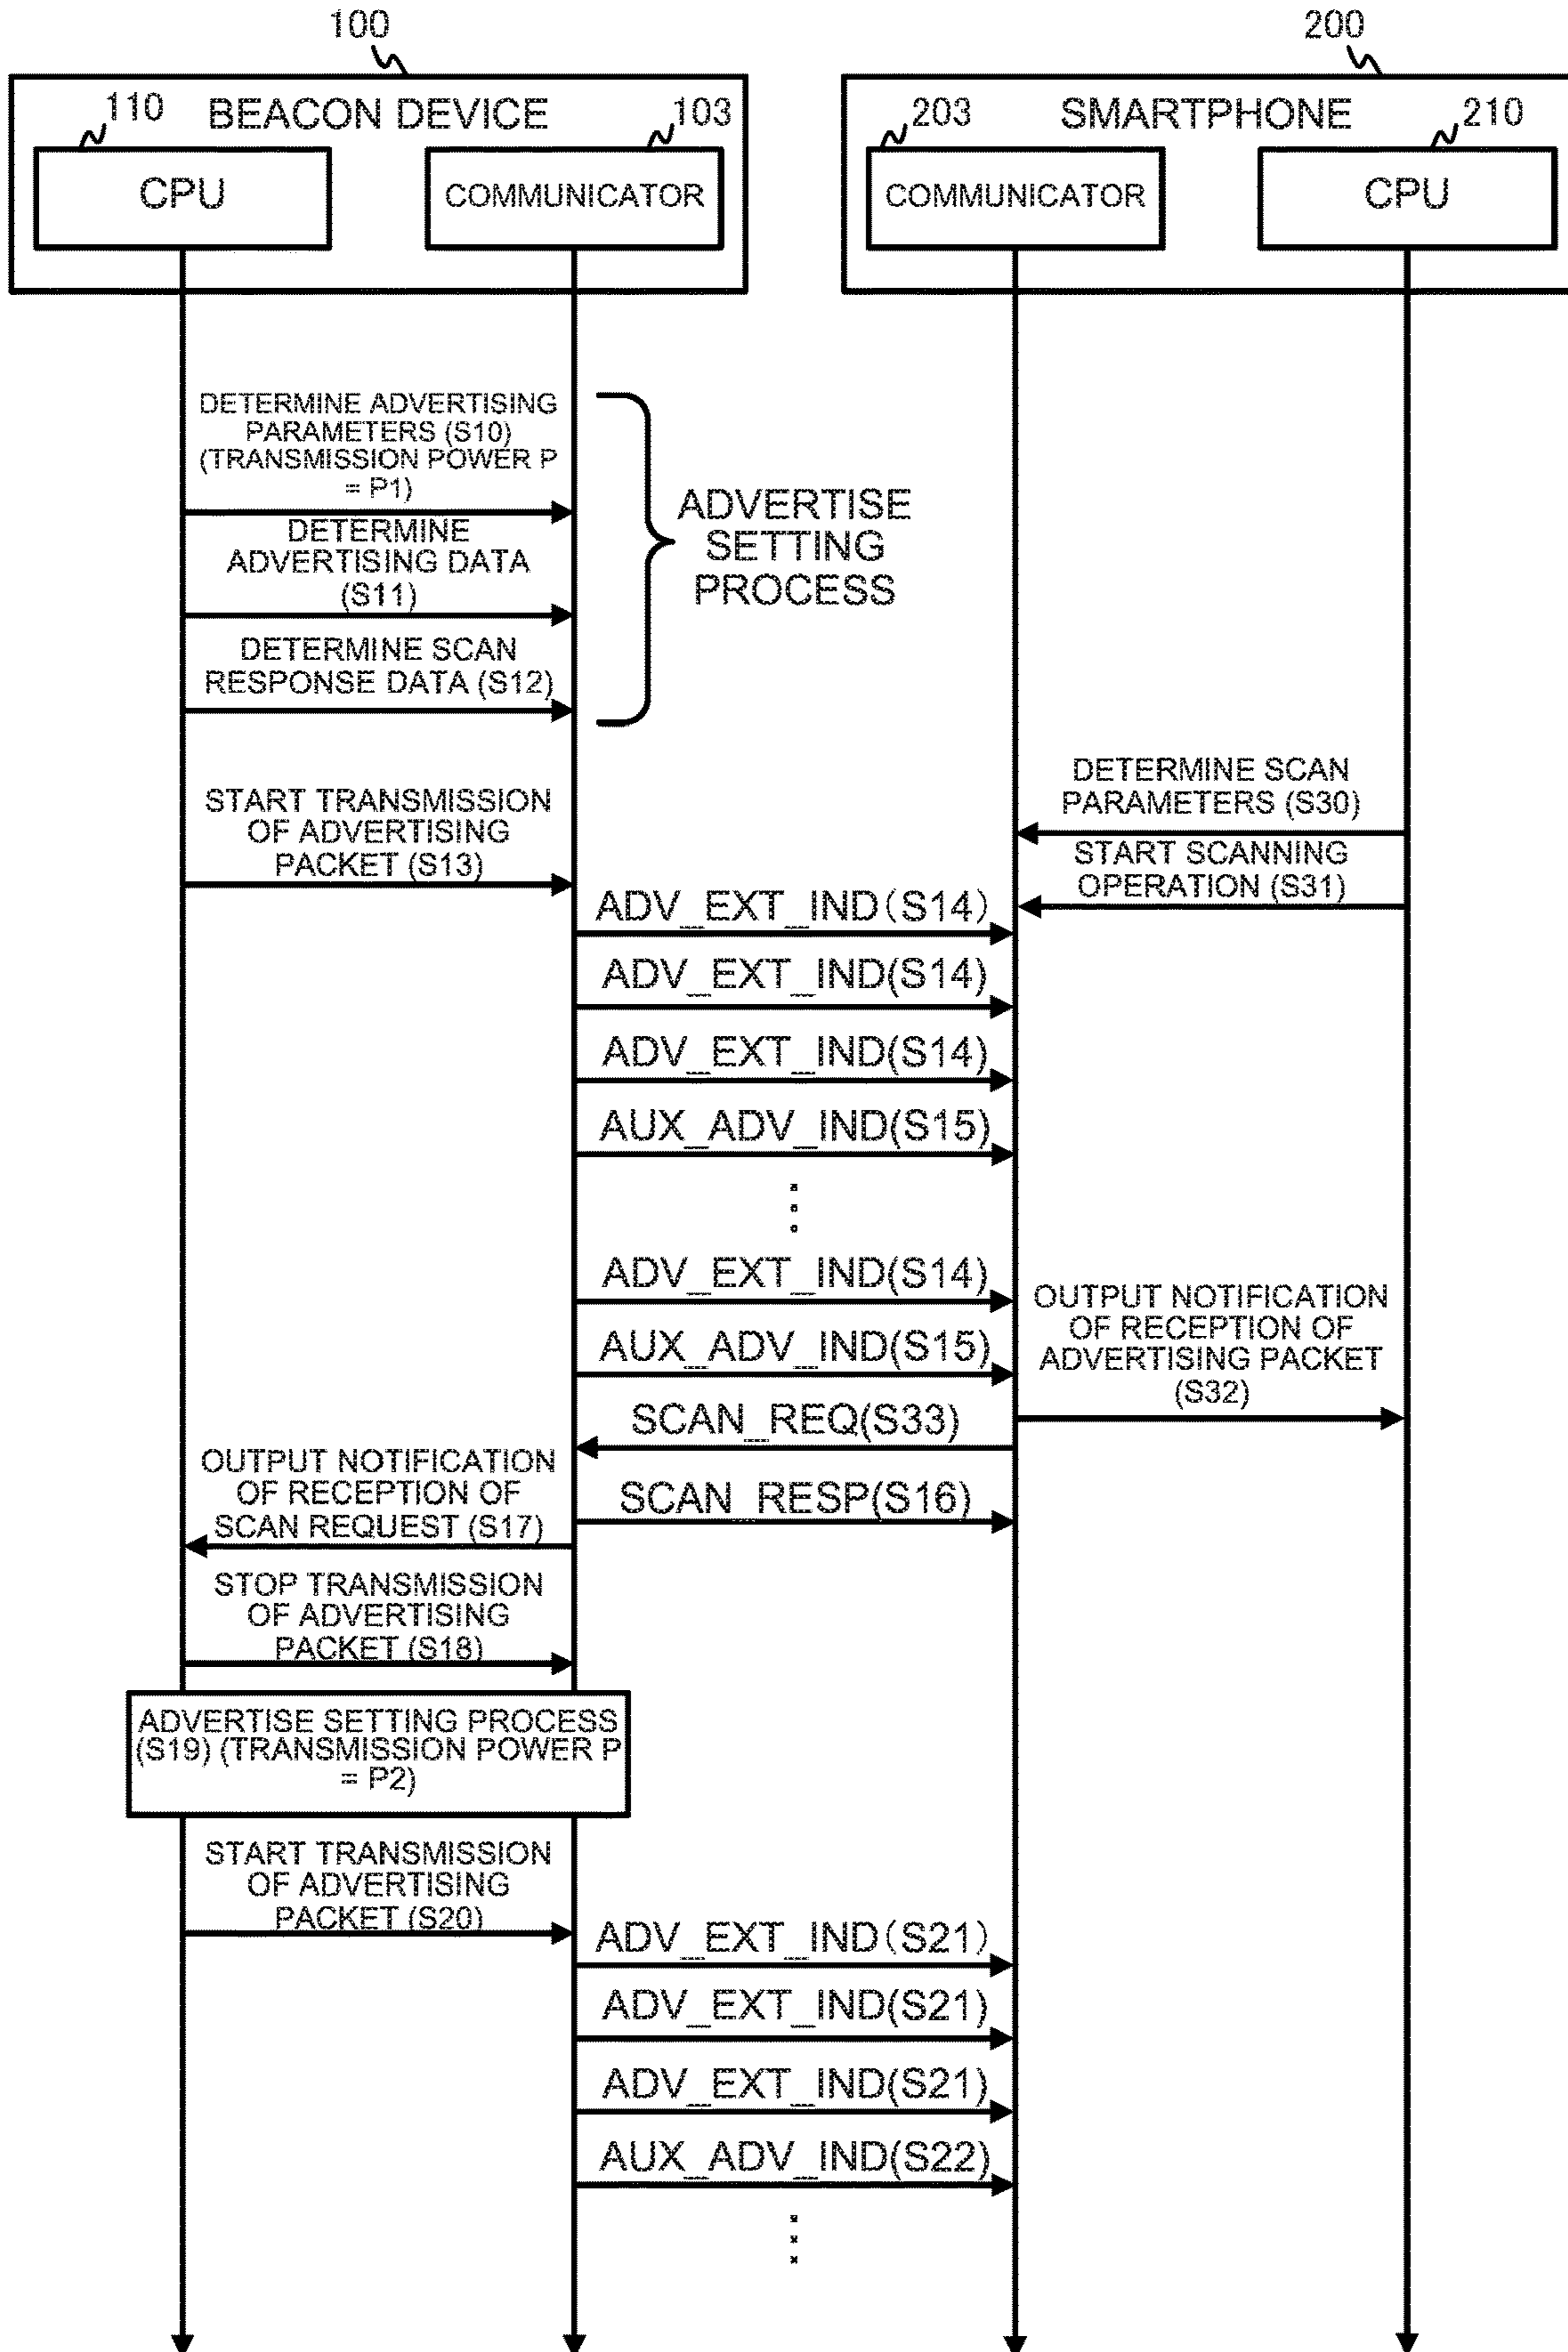 100
200
110
BEACON DEVICE
103
203
SMARTPHONE
210
CPU
COMMUNICATOR
COMMUNICATOR
CPU
DETERMINE ADVERTISING
PARAMETERS (S10)
(TRANSMISSION POWER P
= P1)
DETERMINE
ADVERTISING DATA
(S11)
DETERMINE SCAN
RESPONSE DATA (S12)
ADVERTISE
SETTING
PROCESS
DETERMINE SCAN
PARAMETERS (S30)
START TRANSMISSION
OF ADVERTISING
PACKET (S13)
START SCANNING
OPERATION (S31)
ADV_EXT_IND(S14)
ADV_EXT_IND(S14)
ADV_EXT_IND(S14)
AUX_ADV_IND(S15)
ADV_EXT_IND(S14)
AUX_ADV_IND(S15)
OUTPUT NOTIFICATION
OF RECEPTION OF
ADVERTISING PACKET
(S32)
SCAN_REQ(S33)
SCAN_RESP(S16)
OUTPUT NOTIFICATION
OF RECEPTION OF
SCAN REQUEST (S17)
STOP TRANSMISSION
OF ADVERTISING
PACKET (S18)
ADVERTISE SETTING PROCESS
(S19) (TRANSMISSION POWER P
= P2)
START TRANSMISSION
OF ADVERTISING
PACKET (S20)
ADV_EXT_IND(S21)
ADV_EXT_IND(S21)
ADV_EXT_IND(S21)
AUX_ADV_IND(S22)